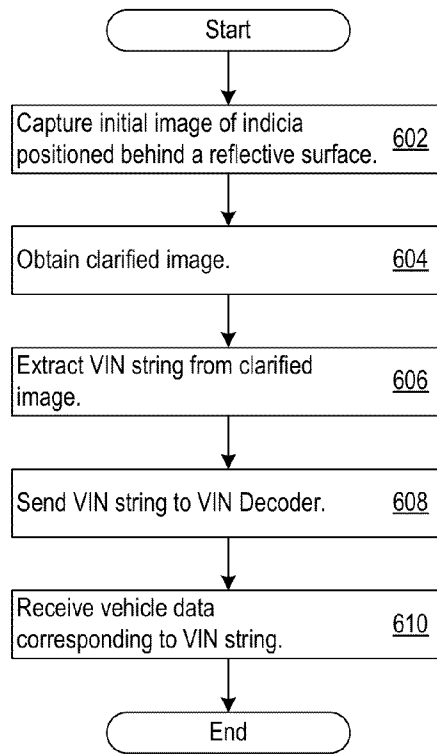 Start
Capture initial image of indicia
positioned behind a reflective surface. 602
Obtain clarified image. 604
Extract VIN string from clarified
image. 606
Send VIN string to VIN Decoder. 608
Receive vehicle data
corresponding to VIN string. 610
End